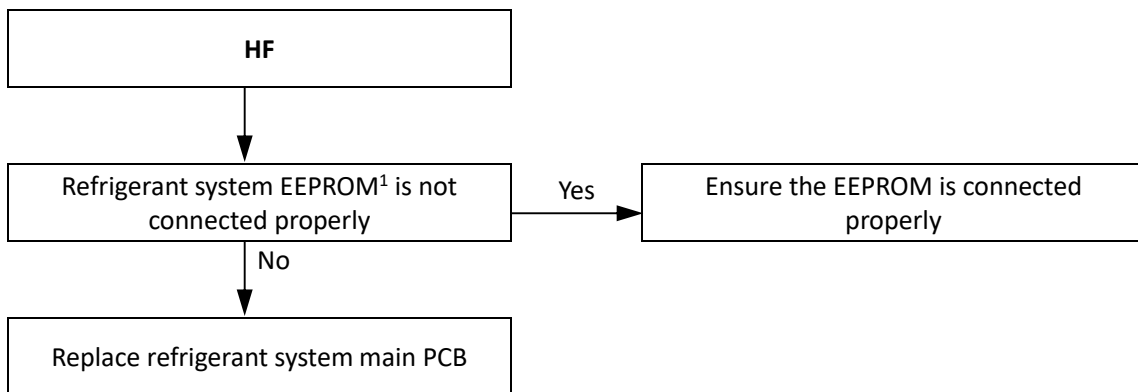 HF
Refrigerant system EEPROM¹ is not
connected properly
Yes
Ensure the EEPROM is connected
properly
No
Replace refrigerant system main PCB